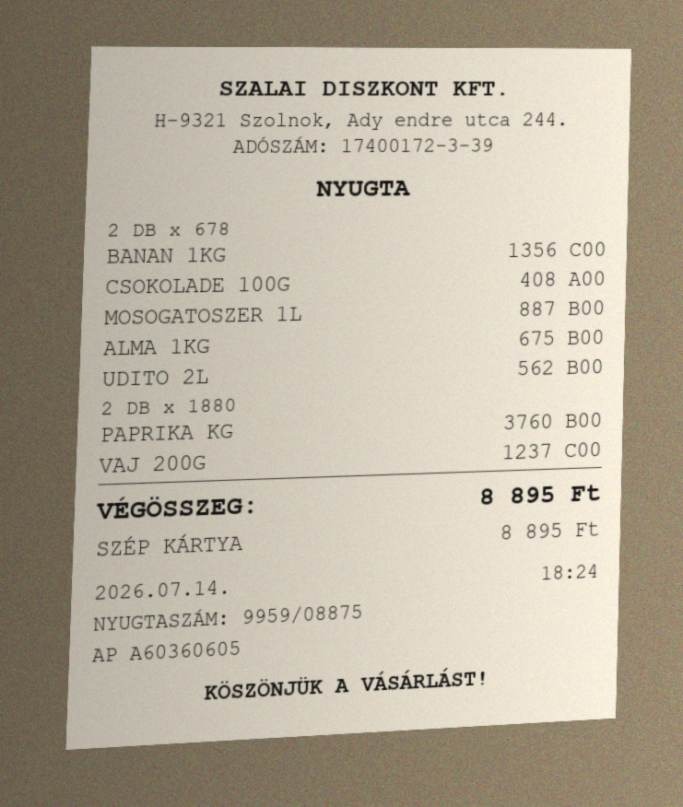 SZALAI DISZKONT KFT.
H-9321 Szolnok, Ady endre utca 244.
ADÓSZÁM: 17400172-3-39
NYUGTA
2 DB x 678
BANAN 1KG 1356 C00
CSOKOLADE 100G 408 A00
MOSOGATOSZER 1L 887 B00
ALMA 1KG 675 B00
UDITO 2L 562 B00
2 DB x 1880
PAPRIKA KG 3760 B00
VAJ 200G 1237 C00
VÉGÖSSZEG: 8 895 Ft
SZÉP KÁRTYA 8 895 Ft
2026.07.14. 18:24
NYUGTASZÁM: 9959/08875
AP A60360605
KÖSZÖNJÜK A VÁSÁRLÁST!